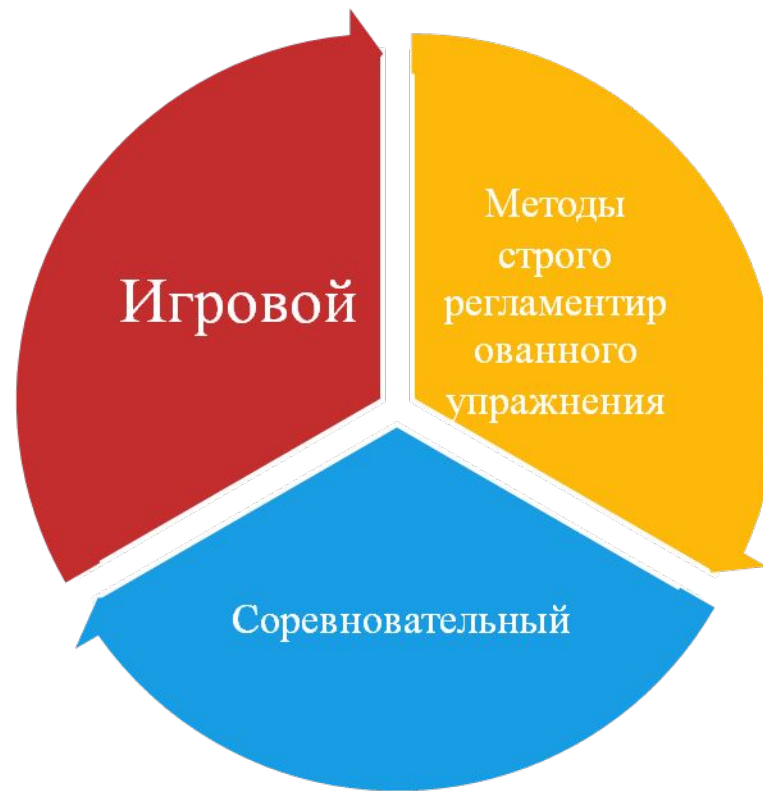 Игровой
Методы
строго
регламентир
ованного
упражнения
Соревновательный